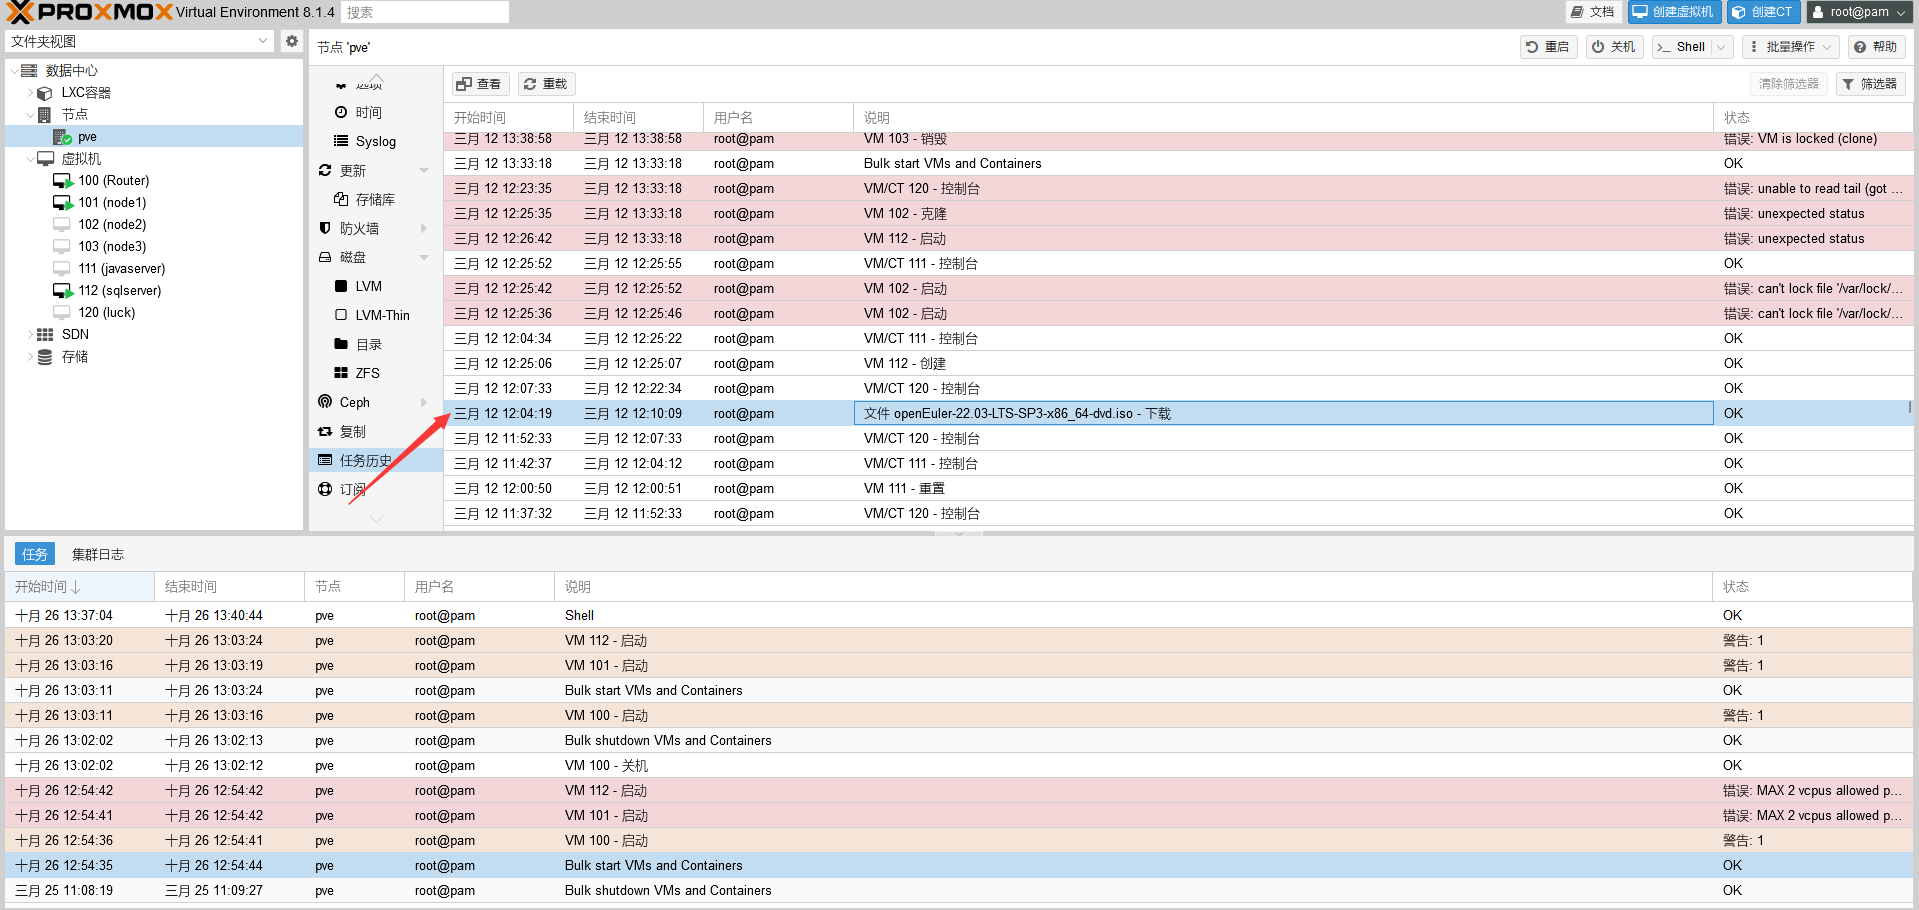 PROXMOX Virtual Environment 8.1.4 搜索 文档 创建虚拟机 创建CT root@pam
文件夹视图
数据中心
LXC容器
节点
pve
虚拟机
100 (Router)
101 (node1)
102 (node2)
103 (node3)
111 (javaserver)
112 (sqlserver)
120 (luck)
SDN
存储
节点 'pve' 重启 关机 Shell 批量操作 帮助
选项
时间
Syslog
更新
存储库
防火墙
磁盘
LVM
LVM-Thin
目录
ZFS
Ceph
复制
任务历史
订阅
查看 重载 清除筛选器 筛选器
开始时间 结束时间 用户名 说明 状态
三月 12 13:38:58 三月 12 13:38:58 root@pam VM 103 - 销毁 错误: VM is locked (clone)
三月 12 13:33:18 三月 12 13:33:18 root@pam Bulk start VMs and Containers OK
三月 12 12:23:35 三月 12 13:33:18 root@pam VM/CT 120 - 控制台 错误: unable to read tail (got ...
三月 12 12:25:35 三月 12 13:33:18 root@pam VM 102 - 克隆 错误: unexpected status
三月 12 12:26:42 三月 12 13:33:18 root@pam VM 112 - 启动 错误: unexpected status
三月 12 12:25:52 三月 12 12:25:55 root@pam VM/CT 111 - 控制台 OK
三月 12 12:25:42 三月 12 12:25:52 root@pam VM 102 - 启动 错误: can't lock file '/var/lock/...
三月 12 12:25:36 三月 12 12:25:46 root@pam VM 102 - 启动 错误: can't lock file '/var/lock/...
三月 12 12:04:34 三月 12 12:25:22 root@pam VM/CT 111 - 控制台 OK
三月 12 12:25:06 三月 12 12:25:07 root@pam VM 112 - 创建 OK
三月 12 12:07:33 三月 12 12:22:34 root@pam VM/CT 120 - 控制台 OK
三月 12 12:04:19 三月 12 12:10:09 root@pam 文件 openEuler-22.03-LTS-SP3-x86_64-dvd.iso - 下载 OK
三月 12 11:52:33 三月 12 12:07:33 root@pam VM/CT 120 - 控制台 OK
三月 12 11:42:37 三月 12 12:04:12 root@pam VM/CT 111 - 控制台 OK
三月 12 12:00:50 三月 12 12:00:51 root@pam VM 111 - 重置 OK
三月 12 11:37:32 三月 12 11:52:33 root@pam VM/CT 120 - 控制台 OK
任务 集群日志
开始时间 结束时间 节点 用户名 说明 状态
十月 26 13:37:04 十月 26 13:40:44 pve root@pam Shell OK
十月 26 13:03:20 十月 26 13:03:24 pve root@pam VM 112 - 启动 警告: 1
十月 26 13:03:16 十月 26 13:03:19 pve root@pam VM 101 - 启动 警告: 1
十月 26 13:03:11 十月 26 13:03:24 pve root@pam Bulk start VMs and Containers OK
十月 26 13:03:11 十月 26 13:03:16 pve root@pam VM 100 - 启动 警告: 1
十月 26 13:02:02 十月 26 13:02:13 pve root@pam Bulk shutdown VMs and Containers OK
十月 26 13:02:02 十月 26 13:02:12 pve root@pam VM 100 - 关机 OK
十月 26 12:54:42 十月 26 12:54:42 pve root@pam VM 112 - 启动 错误: MAX 2 vcpus allowed p...
十月 26 12:54:41 十月 26 12:54:42 pve root@pam VM 101 - 启动 错误: MAX 2 vcpus allowed p...
十月 26 12:54:36 十月 26 12:54:41 pve root@pam VM 100 - 启动 警告: 1
十月 26 12:54:35 十月 26 12:54:44 pve root@pam Bulk start VMs and Containers OK
三月 25 11:08:19 三月 25 11:09:27 pve root@pam Bulk shutdown VMs and Containers OK